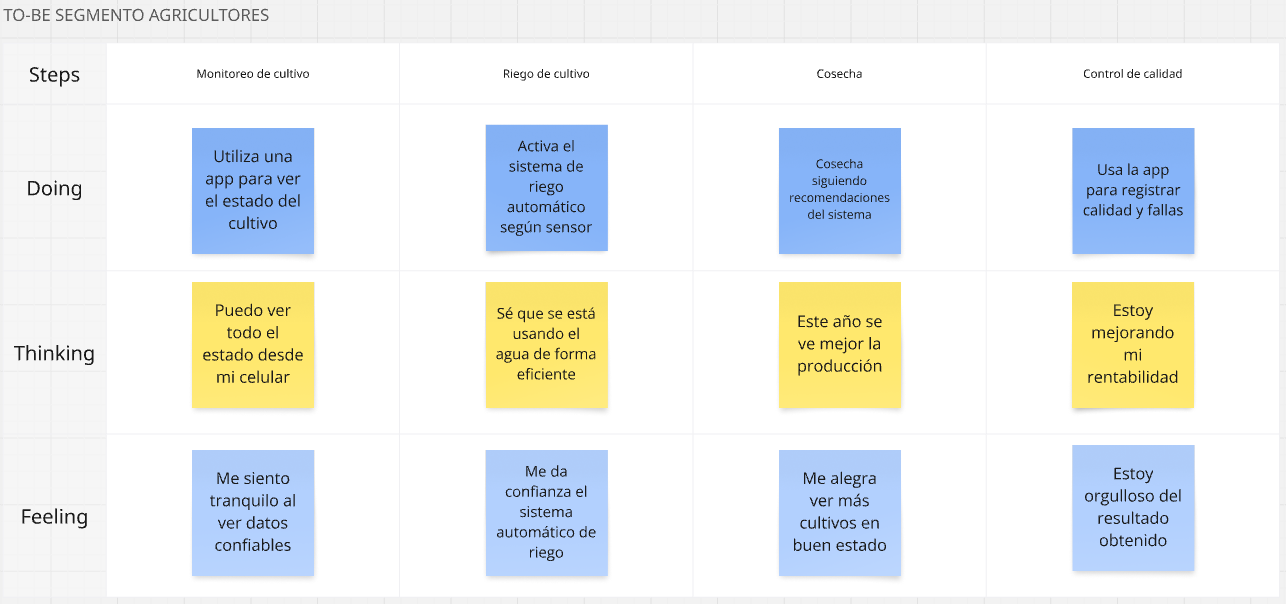 TO-BE SEGMENTO AGRICULTORES
Steps
Monitoreo de cultivo
Riego de cultivo
Cosecha
Control de calidad
Doing
Utiliza una
app para ver
el estado del
cultivo
Activa el
sistema de
riego
automático
según sensor
Cosecha
siguiendo
recomendaciones
del sistema
Usa la app
para registrar
calidad y fallas
Thinking
Puedo ver
todo el
estado desde
mi celular
Sé que se está
usando el
agua de forma
eficiente
Este año se
ve mejor la
producción
Estoy
mejorando
mi
rentabilidad
Feeling
Me siento
tranquilo al
ver datos
confiables
Me da
confianza el
sistema
automático de
riego
Me alegra
ver más
cultivos en
buen estado
Estoy
orgulloso del
resultado
obtenido